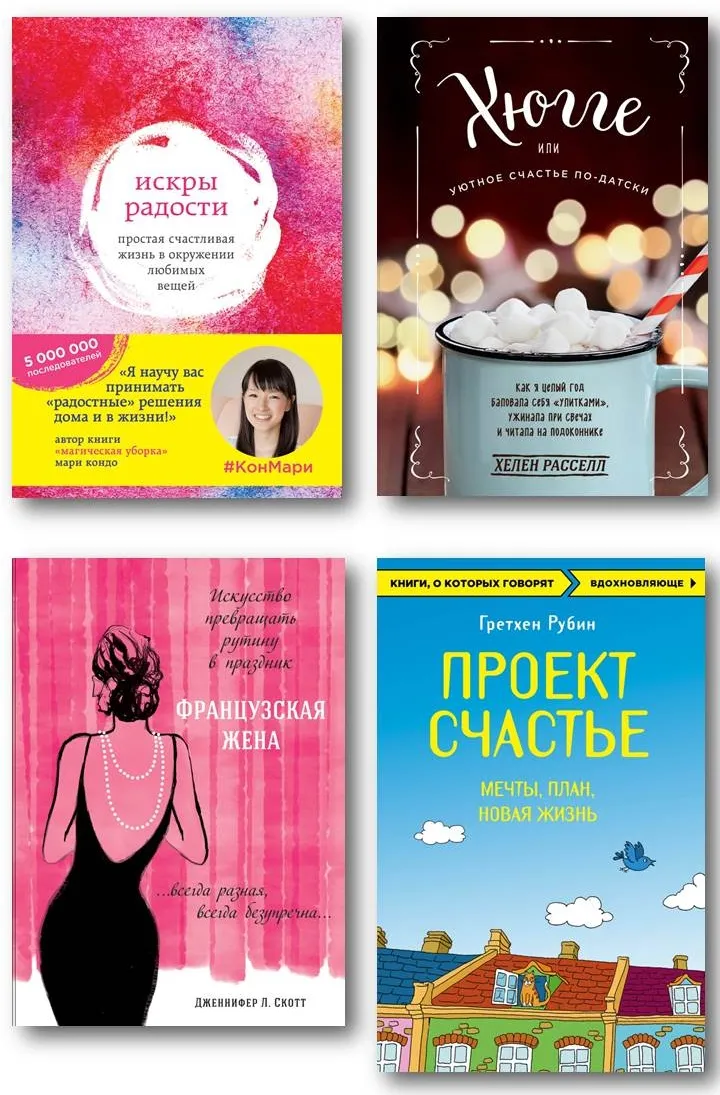 искры
радости
простая счастливая
жизнь в окружении
любимых
вещей
5 000 000
последователей
«Я научу вас
принимать
«радостные» решения
дома и в жизни!»
автор книги
«магическая уборка»
мари кондо
#КонМари
Хюгге
или
уютное счастье по-датски
как я целый год
баловала себя «улитками»,
ужинала при свечах
и читала на подоконнике
Хелен Расселл
Искусство
превращать
рутину
в праздник
ФРАНЦУЗСКАЯ
ЖЕНА
...всегда разная,
всегда безупречна...
Дженнифер Л. Скотт
КНИГИ, О КОТОРЫХ ГОВОРЯТ ВДОХНОВЛЯЮЩЕ
Гретхен Рубин
ПРОЕКТ
СЧАСТЬЕ
МЕЧТЫ, ПЛАН,
НОВАЯ ЖИЗНЬ